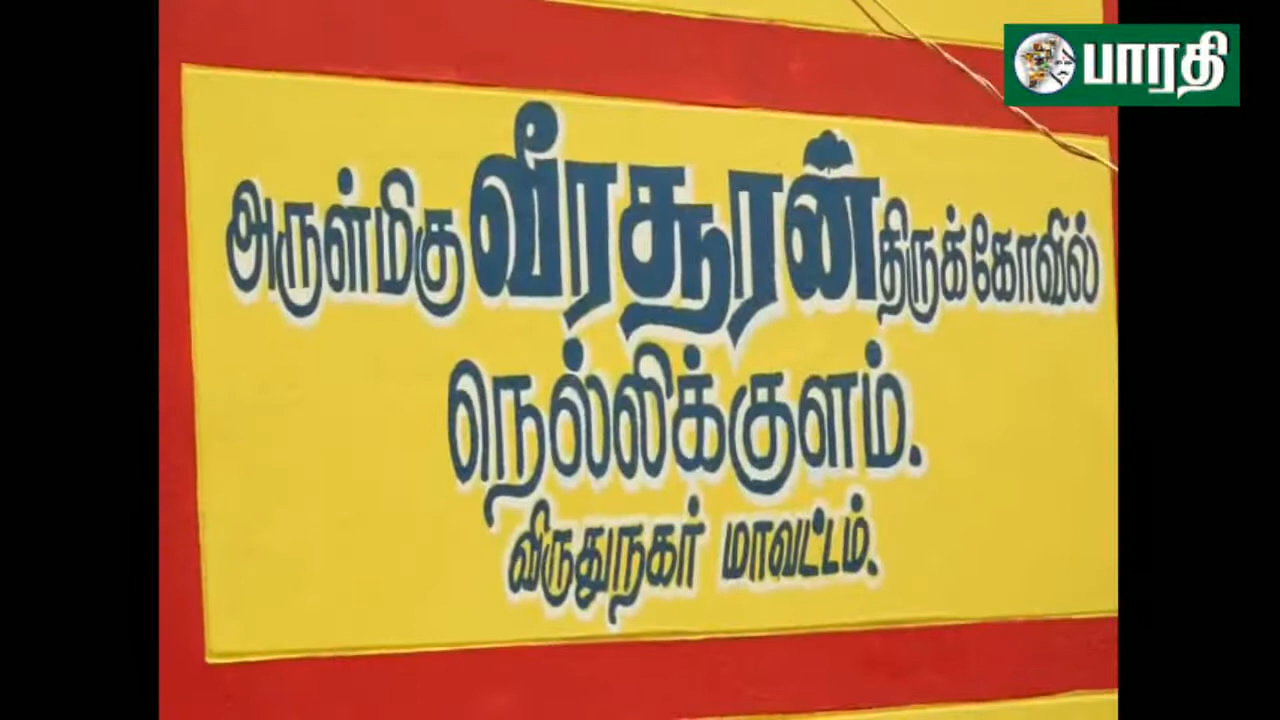 பாரதி
அருள்மிகு வீரசூரன் திருக்கோவில்
நெல்லிக்குளம்.
விருதுநகர் மாவட்டம்.